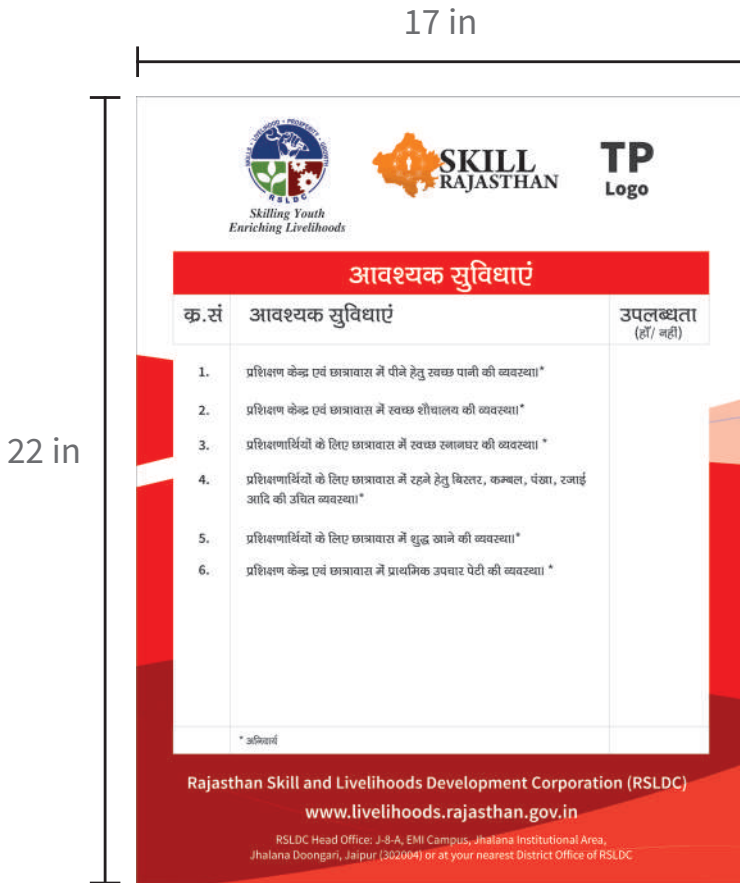 17 in
22 in
SKILLS • LIVELIHOOD • PROSPERITY • GROWTH
RSLDC
Skilling Youth
Enriching Livelihoods
SKILL
RAJASTHAN
TP
Logo
आवश्यक सुविधाएं
क्र.सं आवश्यक सुविधाएं उपलब्धता
(हाँ/ नहीं)
1. प्रशिक्षण केन्द्र एवं छात्रावास में पीने हेतु स्वच्छ पानी की व्यवस्था।*
2. प्रशिक्षण केन्द्र एवं छात्रावास में स्वच्छ शौचालय की व्यवस्था।*
3. प्रशिक्षणार्थियों के लिए छात्रावास में स्वच्छ स्नानघर की व्यवस्था। *
4. प्रशिक्षणार्थियों के लिए छात्रावास में रहने हेतु बिस्तर, कम्बल, पंखा, रजाई
आदि की उचित व्यवस्था।*
5. प्रशिक्षणार्थियों के लिए छात्रावास में शुद्ध खाने की व्यवस्था।*
6. प्रशिक्षण केन्द्र एवं छात्रावास में प्राथमिक उपचार पेटी की व्यवस्था। *
* अनिवार्य
Rajasthan Skill and Livelihoods Development Corporation (RSLDC)
www.livelihoods.rajasthan.gov.in
RSLDC Head Office: J-8-A, EMI Campus, Jhalana Institutional Area,
Jhalana Doongari, Jaipur (302004) or at your nearest District Office of RSLDC